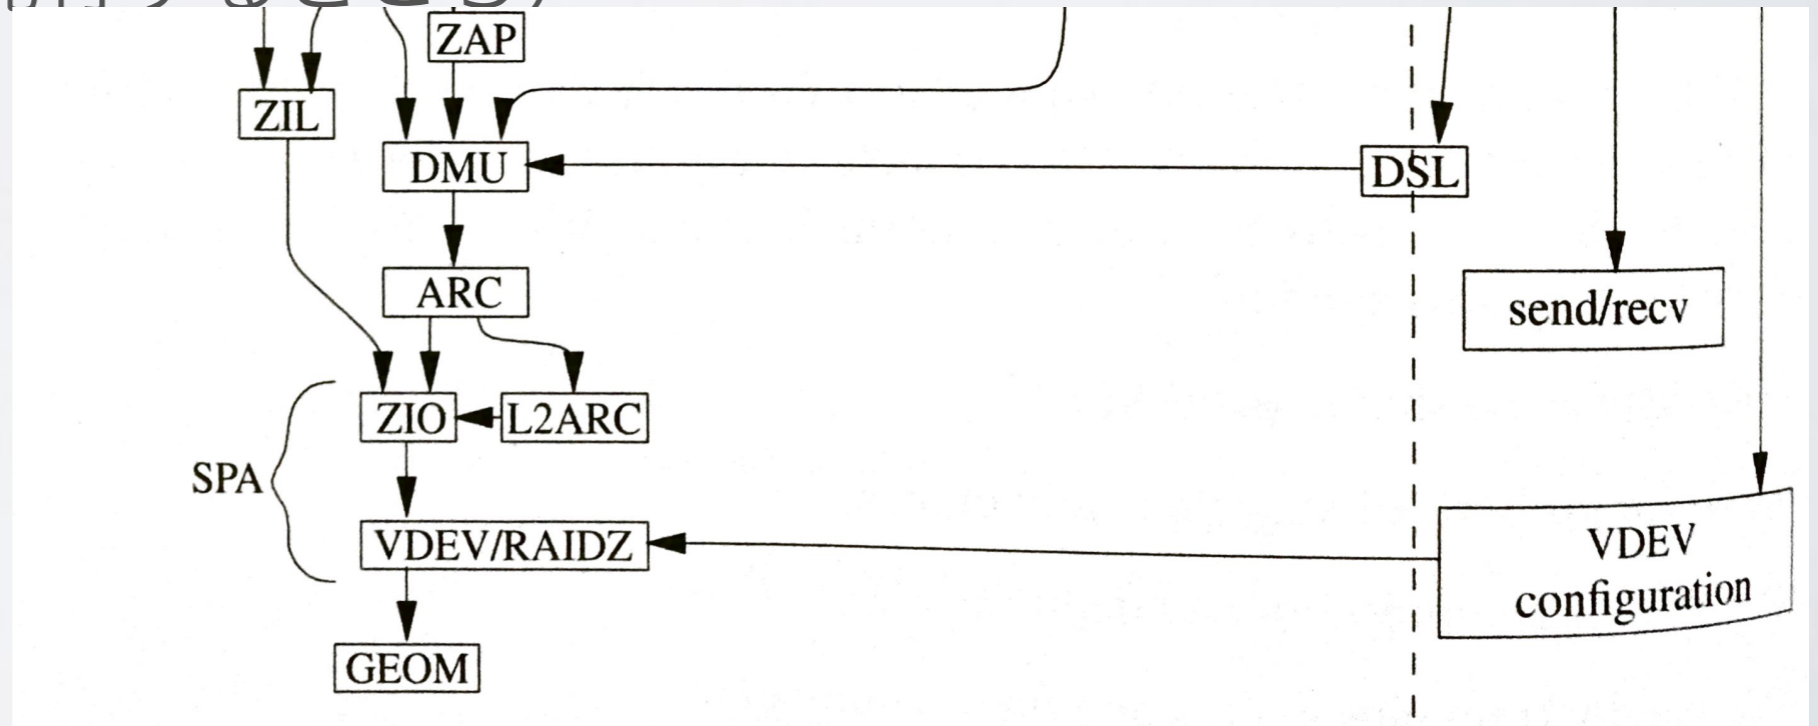 ZAP
ZIL
DMU
DSL
ARC
send/recv
ZIO
L2ARC
SPA
VDEV/RAIDZ
VDEV
configuration
GEOM